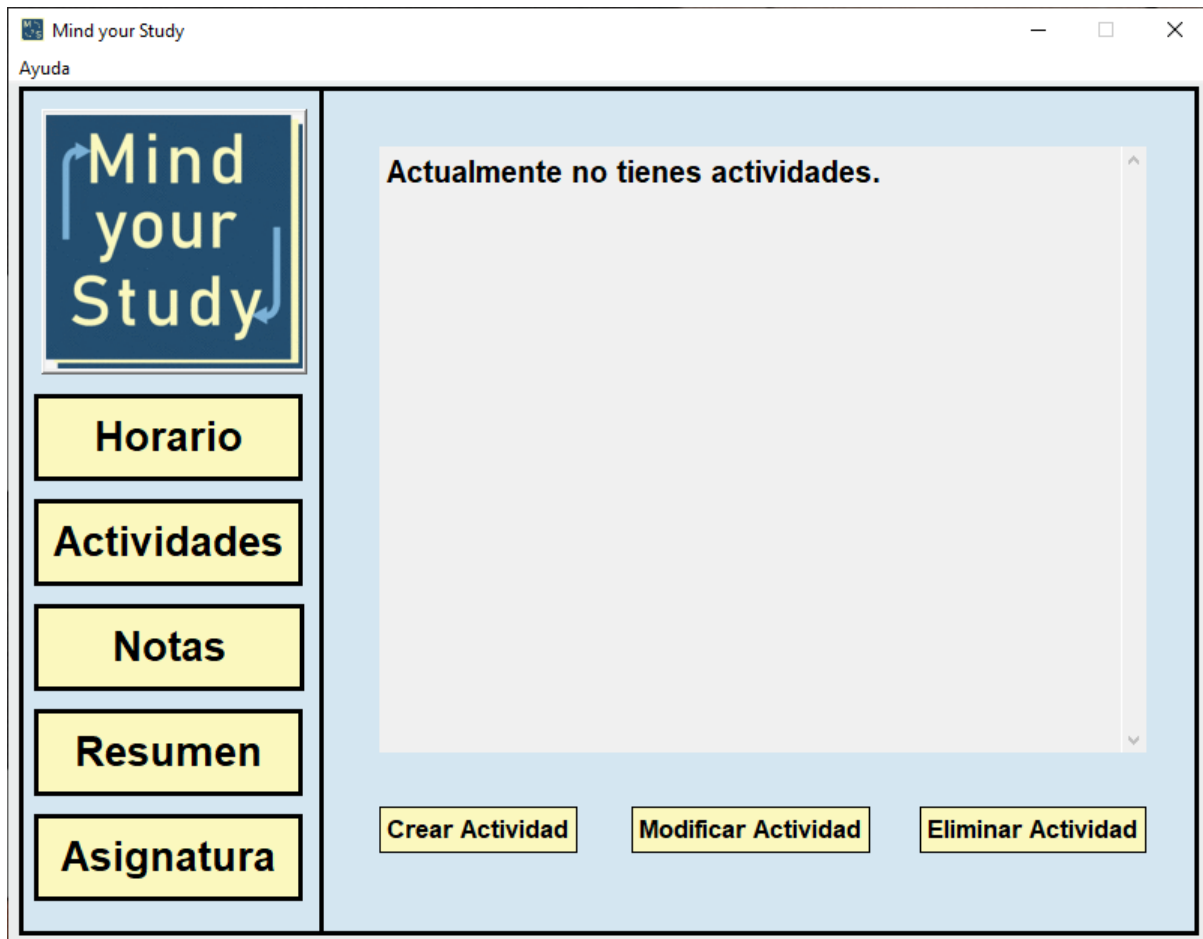 Mind your Study
Ayuda
Mind
your
Study
Horario
Actividades
Notas
Resumen
Asignatura
Actualmente no tienes actividades.
Crear Actividad
Modificar Actividad
Eliminar Actividad